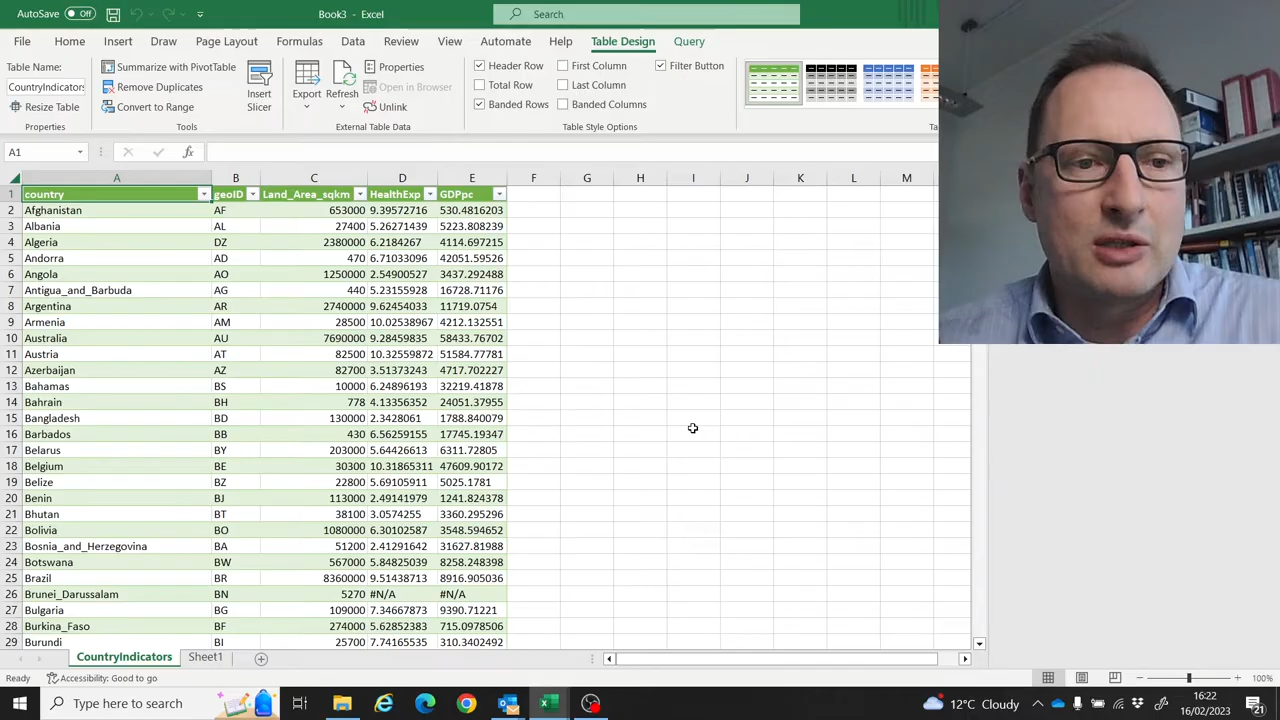 AutoSave Off Book3 - Excel Search
File Home Insert Draw Page Layout Formulas Data Review View Automate Help Table Design Query
Table Name: Summarize with PivotTable Properties Header Row First Column Filter Button
CountryIndicator Remove Duplicates Insert Slicer Export Refresh Open in Browser Total Row Last Column
Resize Table Convert to Range Unlink Banded Rows Banded Columns
Properties Tools External Table Data Table Style Options
A1 fx
A B C D E F G H I J K L M
1 country geoID Land_Area_sqkm HealthExp GDPpc
2 Afghanistan AF 653000 9.39572716 530.4816203
3 Albania AL 27400 5.26271439 5223.808239
4 Algeria DZ 2380000 6.2184267 4114.697215
5 Andorra AD 470 6.71033096 42051.59526
6 Angola AO 1250000 2.54900527 3437.292488
7 Antigua_and_Barbuda AG 440 5.23155928 16728.71176
8 Argentina AR 2740000 9.62454033 11719.0754
9 Armenia AM 28500 10.02538967 4212.132551
10 Australia AU 7690000 9.28459835 58433.76702
11 Austria AT 82500 10.32559872 51584.77781
12 Azerbaijan AZ 82700 3.51373243 4717.702227
13 Bahamas BS 10000 6.24896193 32219.41878
14 Bahrain BH 778 4.13356352 24051.37955
15 Bangladesh BD 130000 2.3428061 1788.840079
16 Barbados BB 430 6.56259155 17745.19347
17 Belarus BY 203000 5.64426613 6311.72805
18 Belgium BE 30300 10.31865311 47609.90172
19 Belize BZ 22800 5.69105911 5025.1781
20 Benin BJ 113000 2.49141979 1241.824378
21 Bhutan BT 38100 3.0574255 3360.295296
22 Bolivia BO 1080000 6.30102587 3548.594652
23 Bosnia_and_Herzegovina BA 51200 2.41291642 31627.81988
24 Botswana BW 567000 5.84825039 8258.248398
25 Brazil BR 8360000 9.51438713 8916.905036
26 Brunei_Darussalam BN 5270 #N/A #N/A
27 Bulgaria BG 109000 7.34667873 9390.71221
28 Burkina_Faso BF 274000 5.62852383 715.0978506
29 Burundi BI 25700 7.74165535 310.3402492
CountryIndicators Sheet1
Ready Accessibility: Good to go 100%
Type here to search 12°C Cloudy 16:22
16/02/2023 21